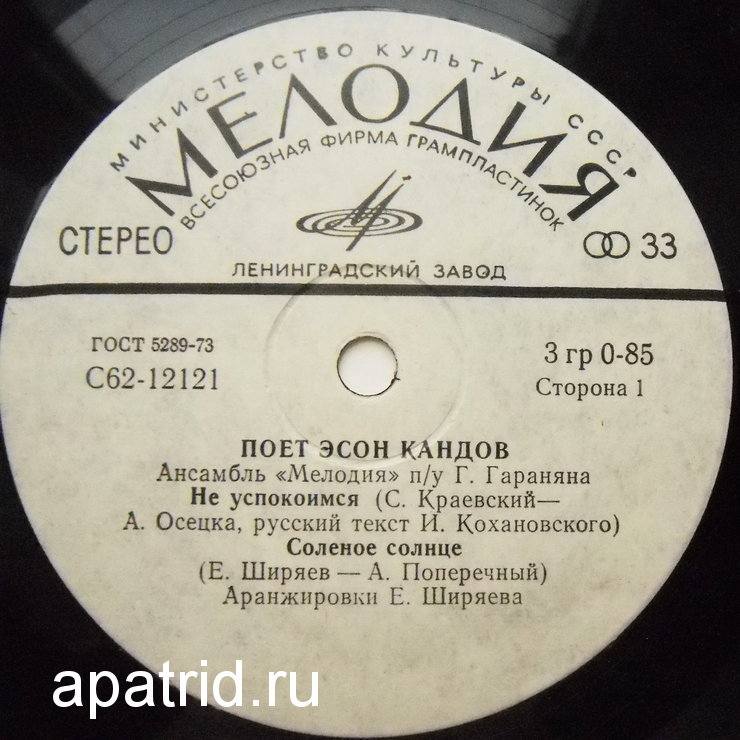 МИНИСТЕРСТВО КУЛЬТУРЫ СССР
МЕЛОДИЯ
ВСЕСОЮЗНАЯ ФИРМА ГРАМПЛАСТИНОК
СТЕРЕО 33
ЛЕНИНГРАДСКИЙ ЗАВОД
ГОСТ 5289-73 3 гр 0-85
С62-12121 Сторона 1
ПОЕТ ЭСОН КАНДОВ
Ансамбль «Мелодия» п/у Г. Гараняна
Не успокоимся (С. Краевский—
А. Осецка, русский текст И. Кохановского)
Соленое солнце
(Е. Ширяев — А. Поперечный)
Аранжировки Е. Ширяева
apatrid.ru